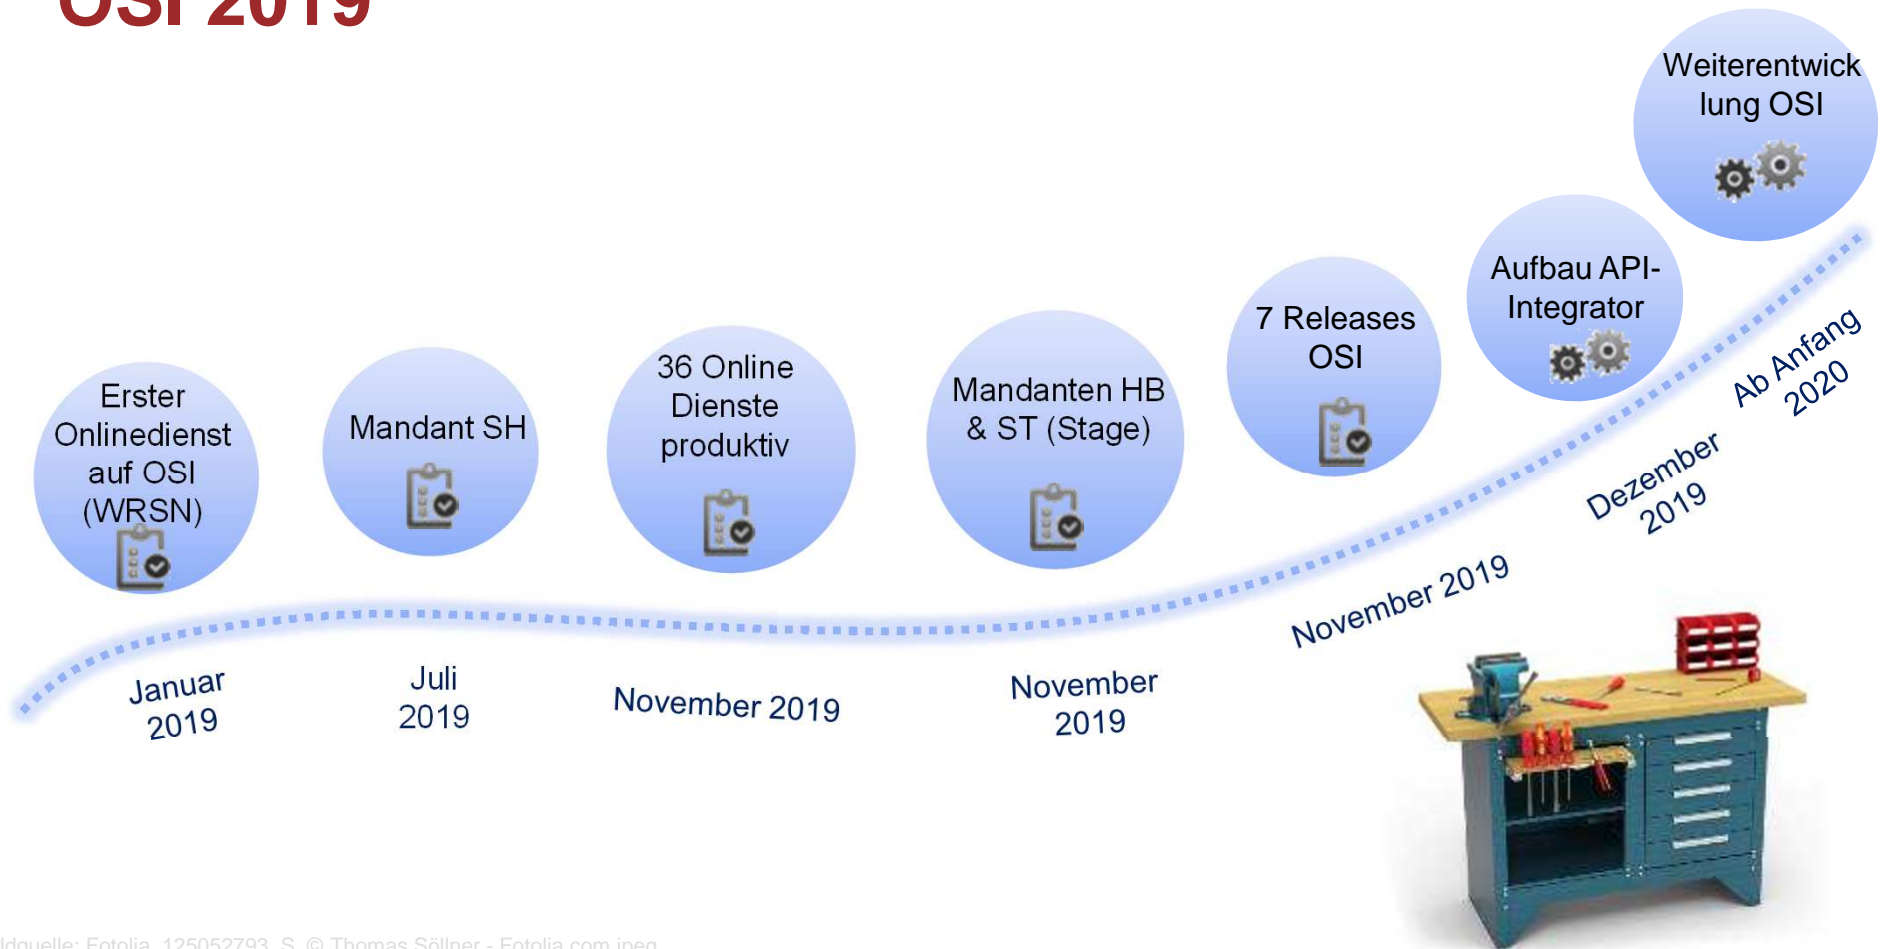 OSI 2019
Weiterentwick
lung OSI
Aufbau API-
Integrator
7 Releases
OSI
36 Online
Dienste
produktiv
Mandanten HB
& ST (Stage)
Erster
Onlinedienst
auf OSI
(WRSN)
Mandant SH
Ab Anfang
2020
Dezember
2019
November 2019
Januar
2019
Juli
2019
November 2019
November
2019
ldquelle: Fotolia_125052793_S_© Thomas Söllner - Fotolia.com.jpeg